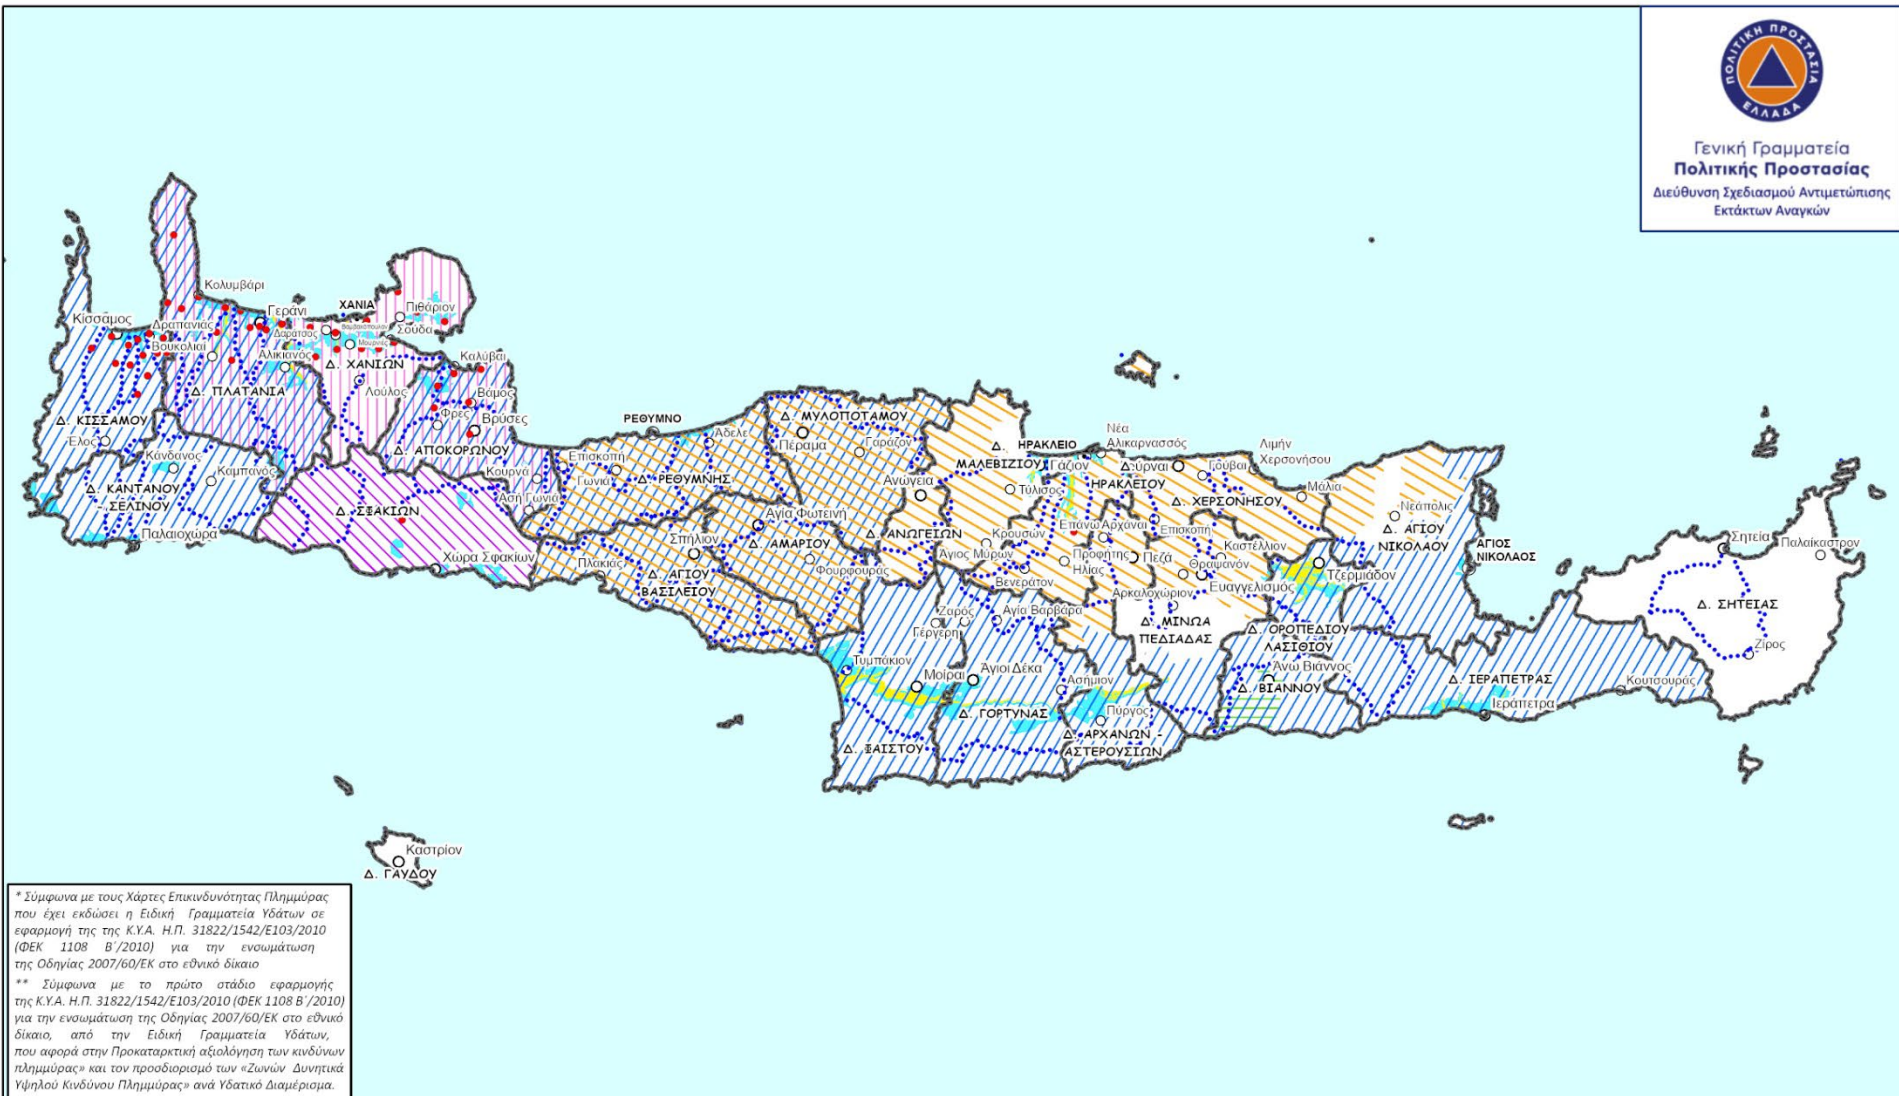 ΠΟΛΙΤΙΚΗ ΠΡΟΣΤΑΣΙΑ
ΕΛΛΑΔΑ
Γενική Γραμματεία
Πολιτικής Προστασίας
Διεύθυνση Σχεδιασμού Αντιμετώπισης
Εκτάκτων Αναγκών
Κολυμβάρι
Γεράνι
ΧΑΝΙΑ
Πιθάριον
Κίσσαμος
Δραπανιάς
Δαράτσος
Βαμβακόπουλον
Σούδα
Βουκολιαί
Μουρνιές
Αλικιανός
Δ. ΧΑΝΙΩΝ
Καλύβαι
Δ. ΠΛΑΤΑΝΙΑ
Λούλος
Βάμος
Δ. ΚΙΣΣΑΜΟΥ
Φρες
Βρύσες
Έλος
Δ. ΑΠΟΚΟΡΩΝΟΥ
Κάνδανος
Καμπανός
Κουρνά
Δ. ΚΑΝΤΑΝΟΥ
- ΣΕΛΙΝΟΥ
Ασή Γωνιά
Δ. ΣΦΑΚΙΩΝ
Παλαιοχώρα
Χώρα Σφακίων
ΡΕΘΥΜΝΟ
Άδελε
Επισκοπή
Γωνιά
Δ. ΡΕΘΥΜΝΗΣ
Δ. ΜΥΛΟΠΟΤΑΜΟΥ
Πέραμα
Γαράζον
Ανώγεια
Αγία Φωτεινή
Σπήλιον
Δ. ΑΜΑΡΙΟΥ
Δ. ΑΝΩΓΕΙΩΝ
Πλακιάς
Φουρφουράς
Δ. ΑΓΙΟΥ
ΒΑΣΙΛΕΙΟΥ
Δ.
ΜΑΛΕΒΙΖΙΟΥ
ΗΡΑΚΛΕΙΟ
Νέα
Αλικαρνασσός
Γάζιον
Δ.
ΗΡΑΚΛΕΙΟΥ
Γούβαι
Λιμήν
Χερσονήσου
Τύλισος
Δ. ΧΕΡΣΟΝΗΣΟΥ
Μάλια
Επάνω Αρχάναι
Επισκοπή
Κρουσών
Καστέλλιον
Άγιος Μύρων
Προφήτης
Ηλίας
Πεζά
Θραψανόν
Βενεράτον
Ευαγγελισμός
Αρκαλοχώριον
Νεάπολις
Δ. ΑΓΙΟΥ
ΝΙΚΟΛΑΟΥ
ΑΓΙΟΣ
ΝΙΚΟΛΑΟΣ
Τζερμιάδον
Ζαρός
Αγία Βαρβάρα
Γέργερη
Δ. ΜΙΝΩΑ
ΠΕΔΙΑΔΑΣ
Δ. ΟΡΟΠΕΔΙΟΥ
ΛΑΣΙΘΙΟΥ
Τυμπάκιον
Μοίραι
Άγιοι Δέκα
Ασήμιον
Άνω Βιάννος
Δ. ΒΙΑΝΝΟΥ
Δ. ΙΕΡΑΠΕΤΡΑΣ
Ιεράπετρα
Κουτσουράς
Δ. ΓΟΡΤΥΝΑΣ
Πύργος
Δ. ΑΡΧΑΝΩΝ -
ΑΣΤΕΡΟΥΣΙΩΝ
Δ. ΦΑΙΣΤΟΥ
Σητεία
Παλαίκαστρον
Δ. ΣΗΤΕΙΑΣ
Ζίρος
Καστρίον
Δ. ΓΑΥΔΟΥ
* Σύμφωνα με τους Χάρτες Επικινδυνότητας Πλημμύρας
που έχει εκδώσει η Ειδική Γραμματεία Υδάτων σε
εφαρμογή της της Κ.Υ.Α. Η.Π. 31822/1542/Ε103/2010
(ΦΕΚ 1108 Β΄/2010) για την ενσωμάτωση
της Οδηγίας 2007/60/ΕΚ στο εθνικό δίκαιο
** Σύμφωνα με το πρώτο στάδιο εφαρμογής
της Κ.Υ.Α. Η.Π. 31822/1542/Ε103/2010 (ΦΕΚ 1108 Β΄/2010)
για την ενσωμάτωση της Οδηγίας 2007/60/ΕΚ στο εθνικό
δίκαιο, από την Ειδική Γραμματεία Υδάτων,
που αφορά στην Προκαταρκτική αξιολόγηση των κινδύνων
πλημμύρας» και τον προσδιορισμό των «Ζωνών Δυνητικά
Υψηλού Κινδύνου Πλημμύρας» ανά Υδατικό Διαμέρισμα.